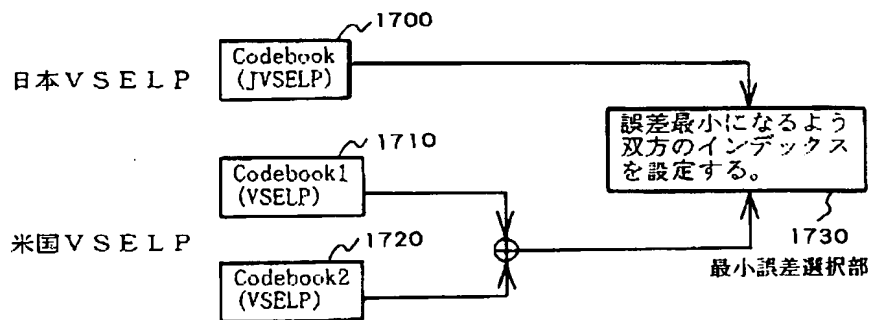 1700
Codebook
(JVSELP)
日本VSELP
誤差最小になるよう
双方のインデックス
を設定する。
1710
Codebook1
(VSELP)
米国VSELP
1720
Codebook2
(VSELP)
1730
最小誤差選択部